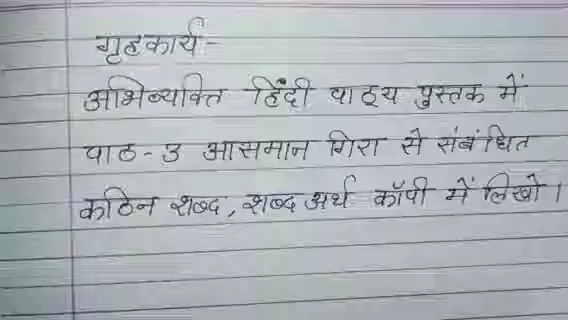 गृहकार्य -
अभिव्यक्ति हिंदी पाठ्य पुस्तक में
पाठ - 3 आसमान गिरा से संबंधित
कठिन शब्द, शब्द अर्थ कॉपी में लिखो।